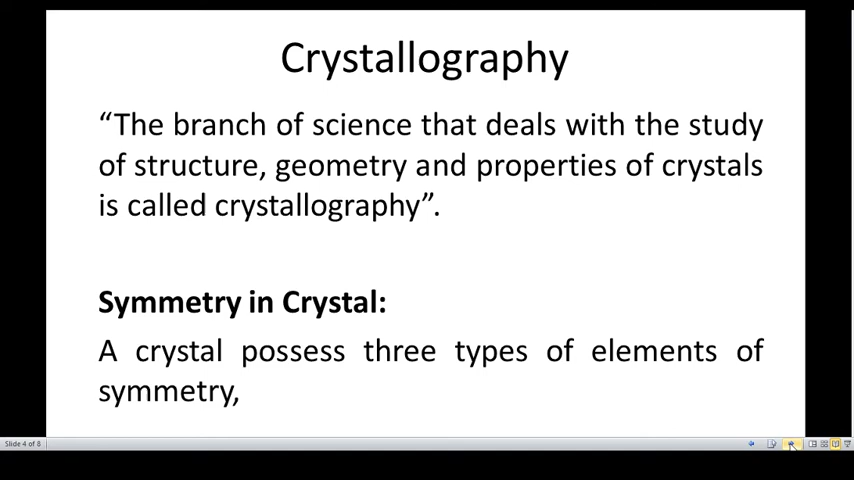 Crystallography
“The branch of science that deals with the study
of structure, geometry and properties of crystals
is called crystallography”.
Symmetry in Crystal:
A crystal possess three types of elements of
symmetry,
Slide 4 of 8